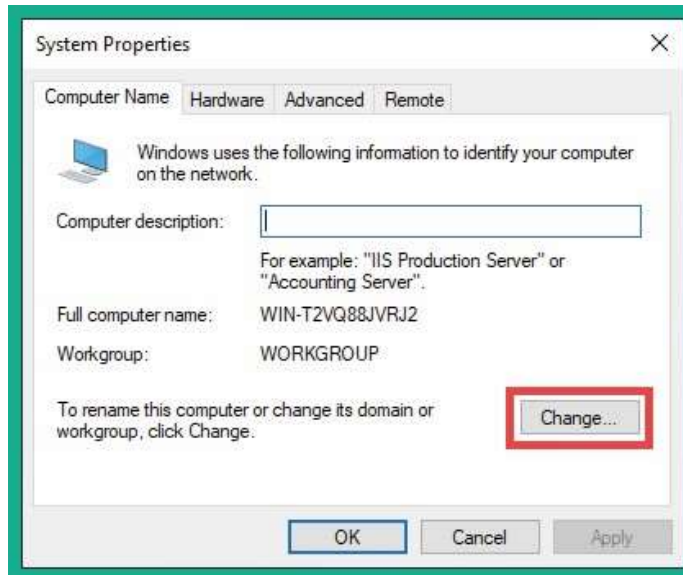 System Properties
Computer Name Hardware Advanced Remote
Windows uses the following information to identify your computer
on the network.
Computer description:
For example: "IIS Production Server" or
"Accounting Server".
Full computer name: WIN-T2VQ88JVRJ2
Workgroup: WORKGROUP
To rename this computer or change its domain or
workgroup, click Change.
Change...
OK Cancel Apply